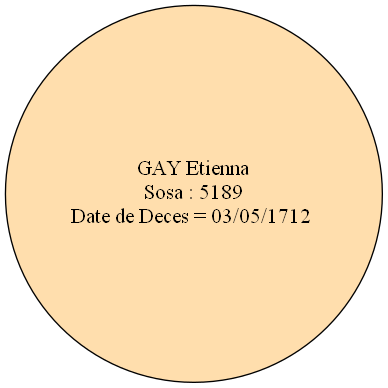 GAY Etienna
Sosa : 5189
Date de Deces = 03/05/1712